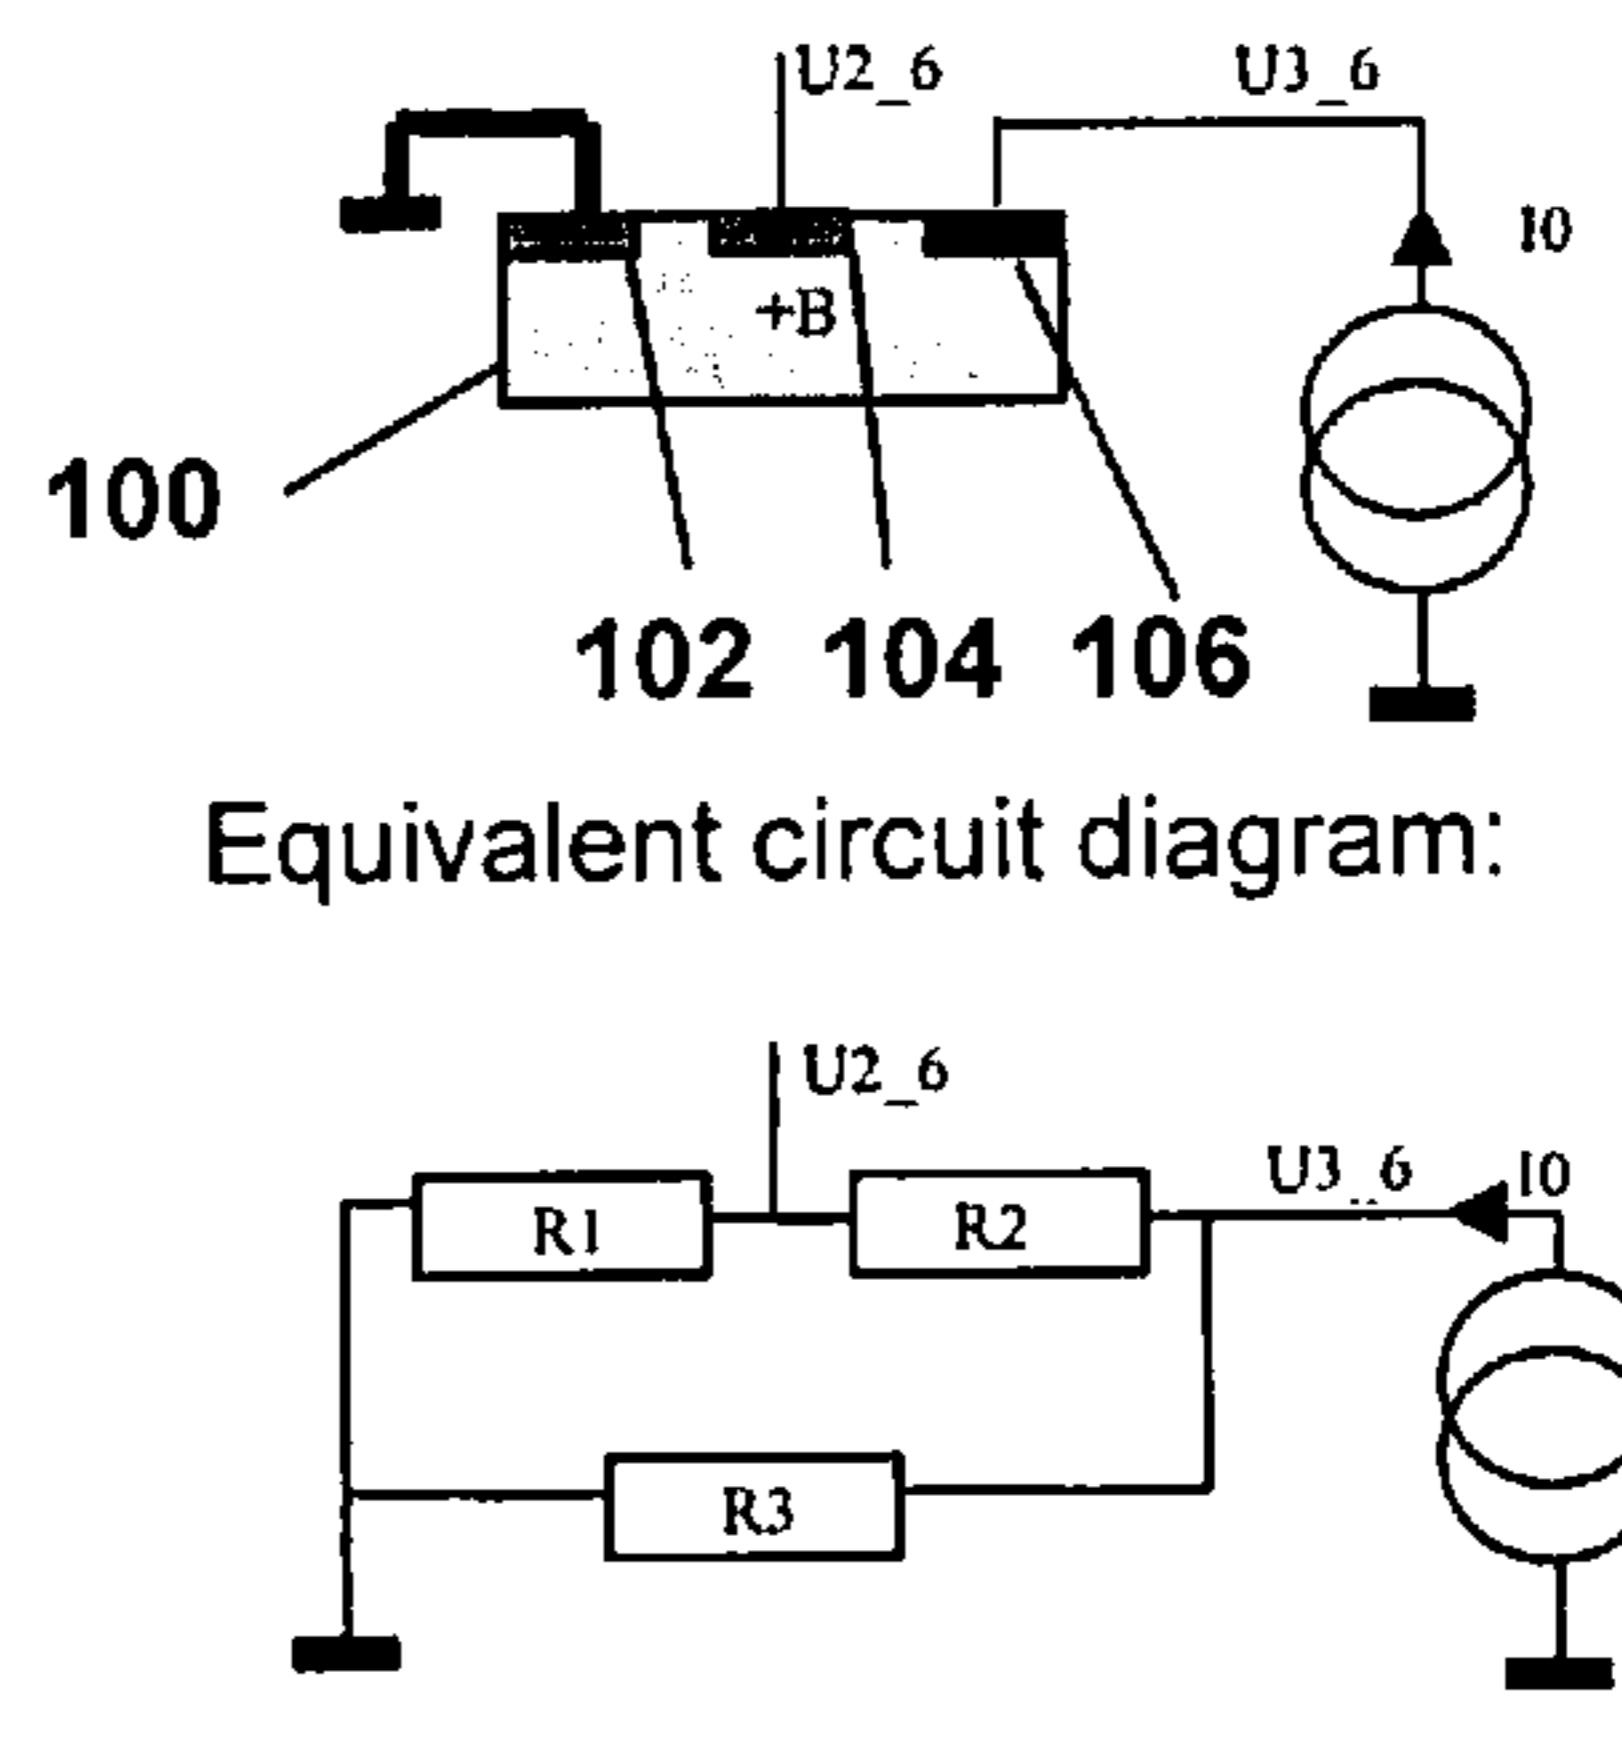 U2_6
U3_6
I0
+B
100
102
104
106
Equivalent circuit diagram:
U2_6
U3_6
I0
R1
R2
R3